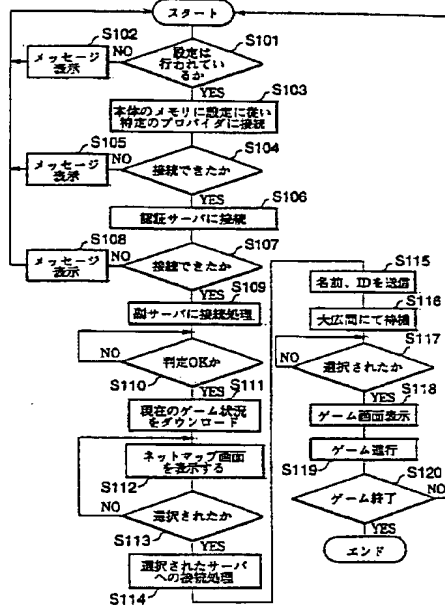 スタート
S101
S102
設定は
行われてい
るか
NO
メッセージ
表示
YES
S103
本体のメモリに設定に従い
特定のプロバイダに接続
S104
S105
接続できたか
NO
メッセージ
表示
YES
S106
認証サーバに接続
S107
S108
接続できたか
NO
メッセージ
表示
YES
S109
副サーバに接続処理
判定OKか
NO
S110
YES
S111
現在のゲーム状況
をダウンロード
ネットマップ画面
を表示する
S112
選択されたか
NO
S113
YES
選択されたサーバ
への接続処理
S114
S115
名前、IDを送信
S116
大広間にて待機
S117
選択されたか
NO
YES
S118
ゲーム画面表示
ゲーム進行
S119
S120
ゲーム終了
NO
YES
エンド